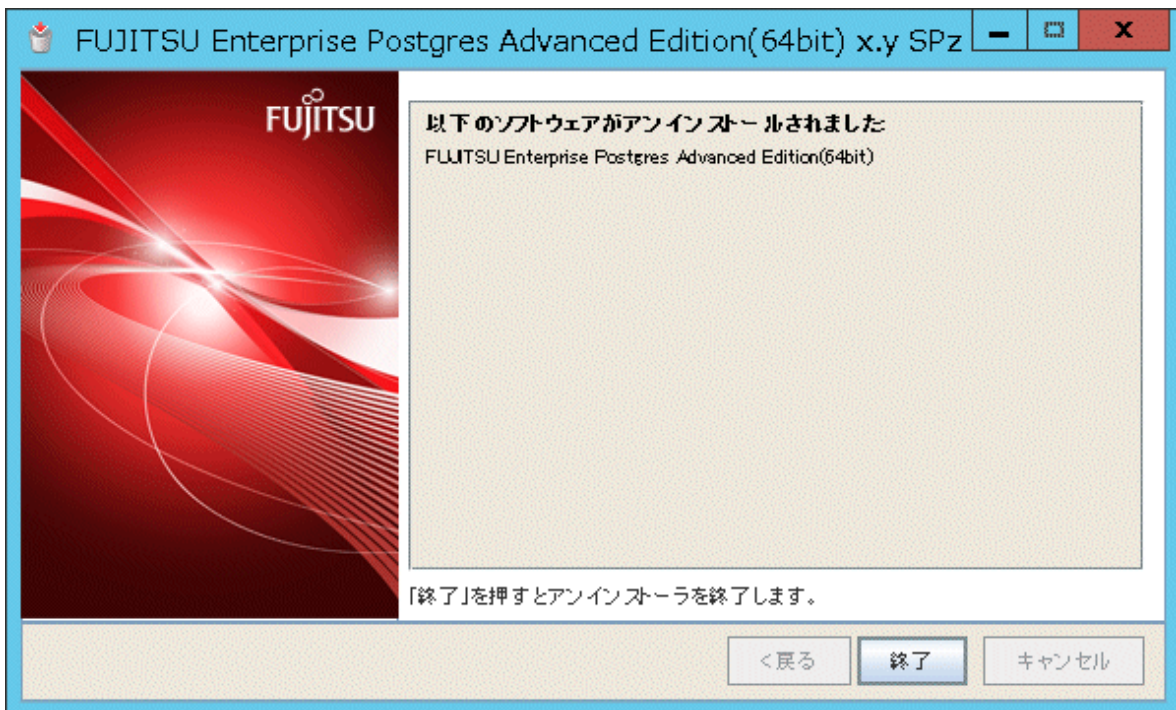 FUJITSU Enterprise Postgres Advanced Edition(64bit) x.y SPz
FUJITSU
以下のソフトウェアがアンインストールされました:
FUJITSU Enterprise Postgres Advanced Edition(64bit)
「終了」を押すとアンインストーラを終了します。
<戻る
終了
キャンセル